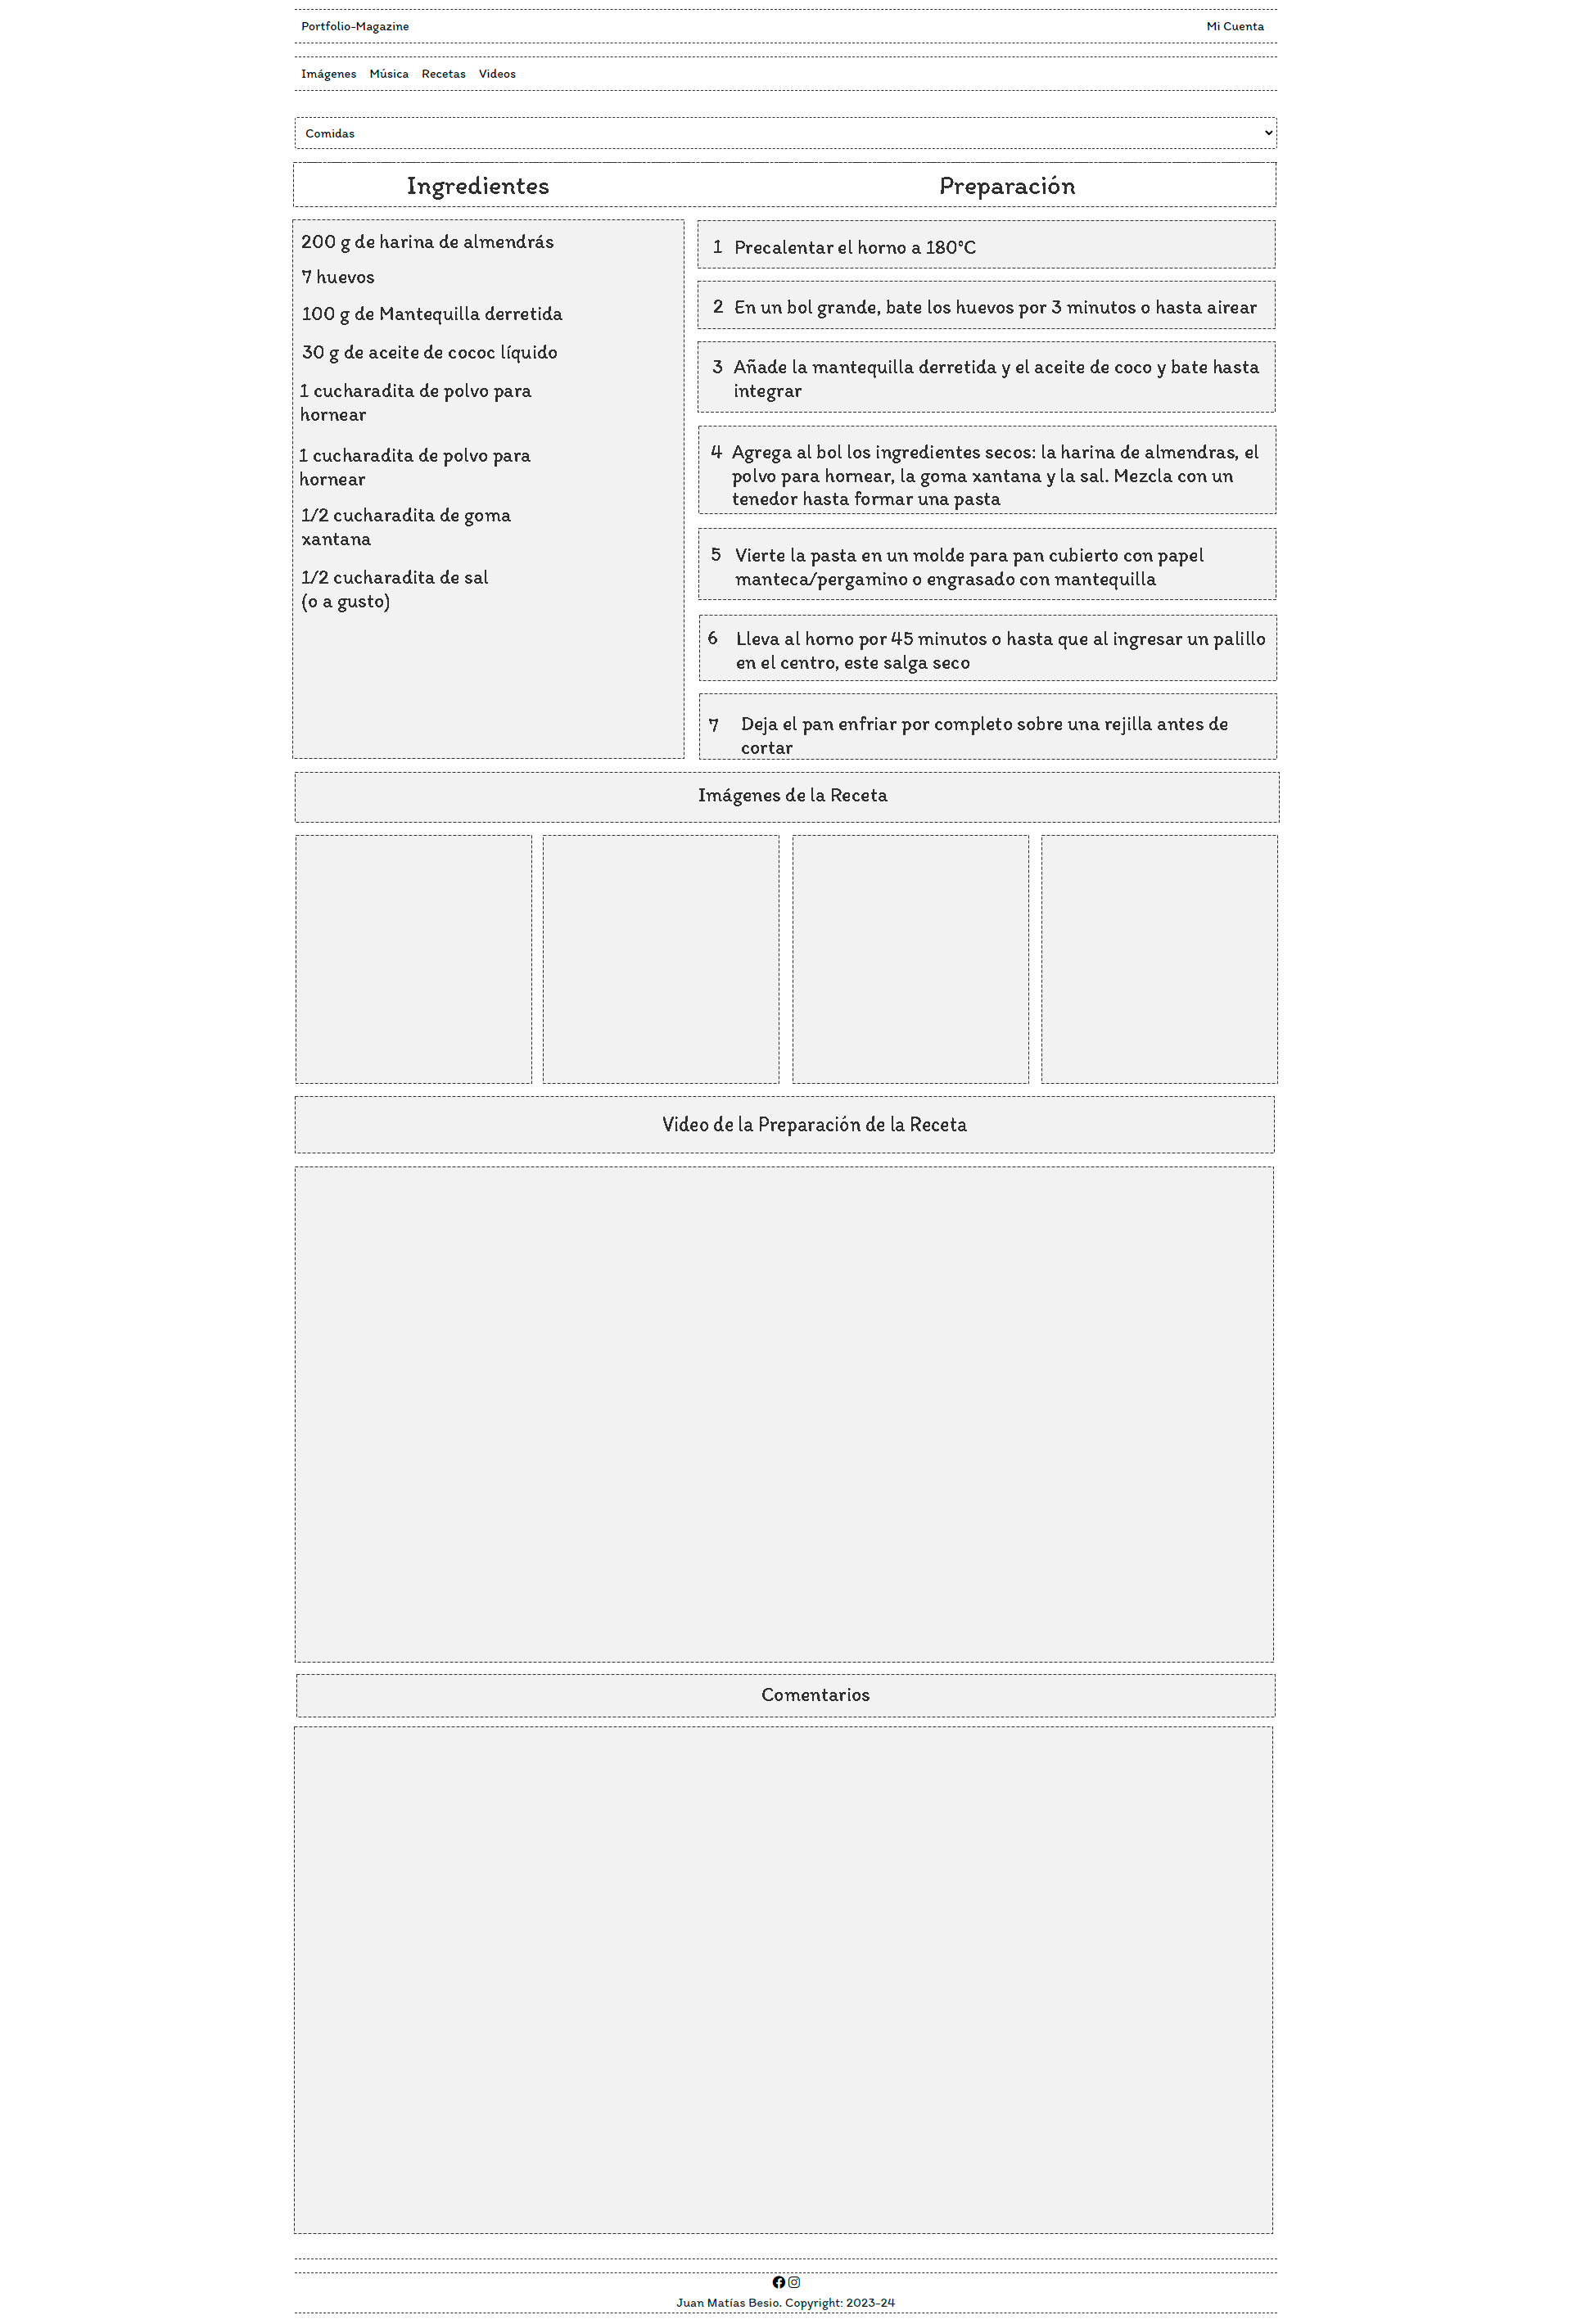 Portfolio-Magazine
Mi Cuenta
Imágenes Música Recetas Videos
Comidas
Ingredientes
Preparación
200 g de harina de almendrás
7 huevos
100 g de Mantequilla derretida
30 g de aceite de cococ líquido
1 cucharadita de polvo para
hornear
1 cucharadita de polvo para
hornear
1/2 cucharadita de goma
xantana
1/2 cucharadita de sal
(o a gusto)
1 Precalentar el horno a 180°C
2 En un bol grande, bate los huevos por 3 minutos o hasta airear
3 Añade la mantequilla derretida y el aceite de coco y bate hasta
integrar
4 Agrega al bol los ingredientes secos: la harina de almendras, el
polvo para hornear, la goma xantana y la sal. Mezcla con un
tenedor hasta formar una pasta
5 Vierte la pasta en un molde para pan cubierto con papel
manteca/pergamino o engrasado con mantequilla
6 Lleva al horno por 45 minutos o hasta que al ingresar un palillo
en el centro, este salga seco
7 Deja el pan enfriar por completo sobre una rejilla antes de
cortar
Imágenes de la Receta
Video de la Preparación de la Receta
Comentarios
Juan Matías Besio. Copyright: 2023-24